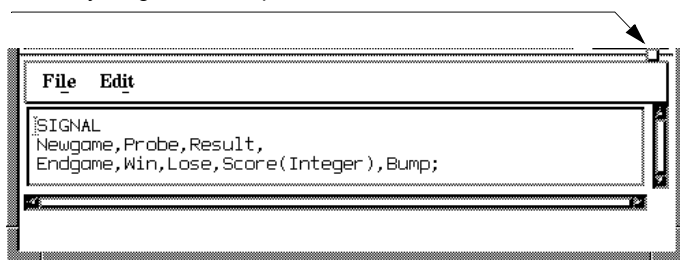 File Edit
SIGNAL
Newgame,Probe,Result,
Endgame,Win,Lose,Score(Integer),Bump;